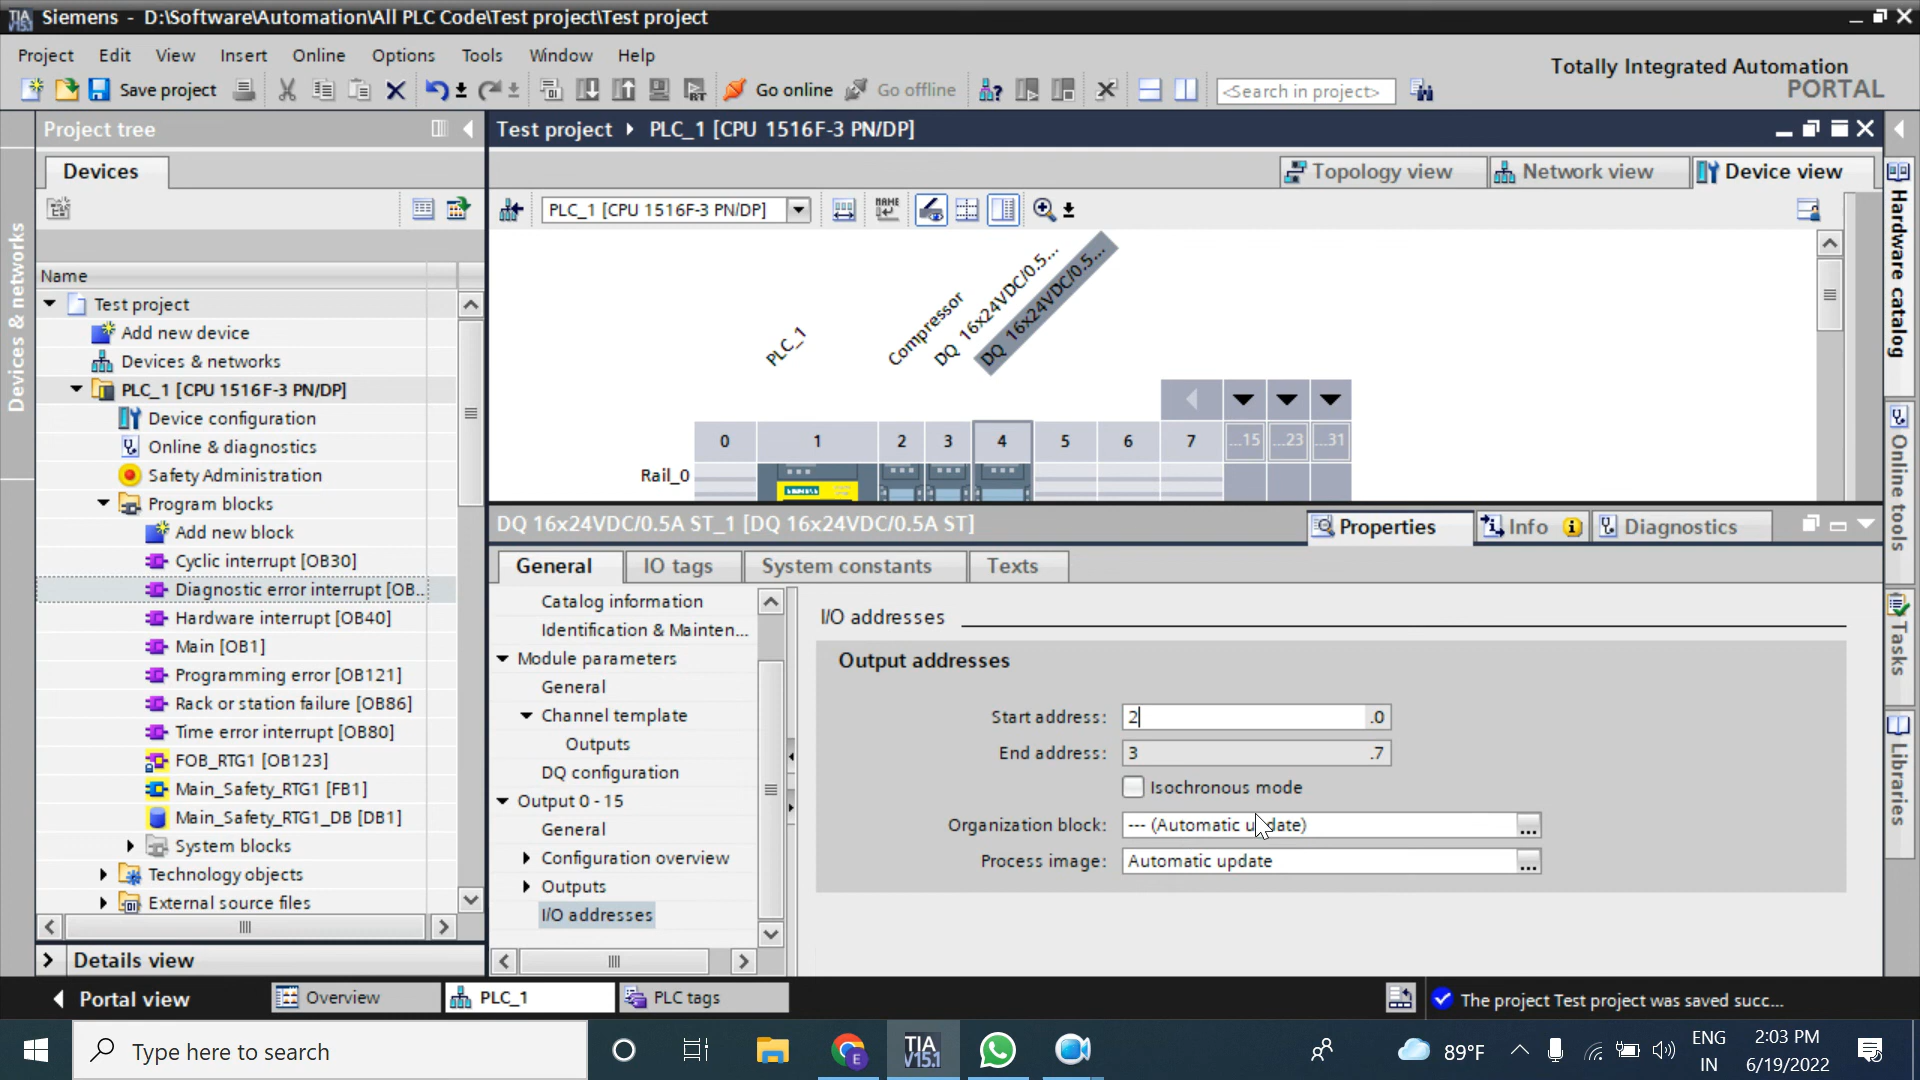 TIA V15.1 Siemens - D:\Software\Automation\All PLC Code\Test project\Test project
Project Edit View Insert Online Options Tools Window Help
Totally Integrated Automation
PORTAL
Save project Go online Go offline <Search in project>
Project tree
Test project PLC_1 [CPU 1516F-3 PN/DP]
Devices
Topology view Network view Device view
PLC_1 [CPU 1516F-3 PN/DP]
Name
Test project
Add new device
Devices & networks
PLC_1 [CPU 1516F-3 PN/DP]
Device configuration
Online & diagnostics
Safety Administration
Program blocks
Add new block
Cyclic interrupt [OB30]
Diagnostic error interrupt [OB...
Hardware interrupt [OB40]
Main [OB1]
Programming error [OB121]
Rack or station failure [OB86]
Time error interrupt [OB80]
FOB_RTG1 [OB123]
Main_Safety_RTG1 [FB1]
Main_Safety_RTG1_DB [DB1]
System blocks
Technology objects
External source files
Details view
Devices & networks
PLC_1
Compressor
DQ 16x24VDC/0.5...
DQ 16x24VDC/0.5...
0 1 2 3 4 5 6 7 ...15 ...23 ...31
Rail_0
SIEMENS
DQ 16x24VDC/0.5A ST_1 [DQ 16x24VDC/0.5A ST]
Properties Info Diagnostics
General IO tags System constants Texts
Catalog information
Identification & Mainten...
Module parameters
General
Channel template
Outputs
DQ configuration
Output 0 - 15
General
Configuration overview
Outputs
I/O addresses
I/O addresses
Output addresses
Start address: 2 .0
End address: 3 .7
Isochronous mode
Organization block: --- (Automatic update)
Process image: Automatic update
Hardware catalog
Online tools
Tasks
Libraries
Portal view Overview PLC_1 PLC tags
The project Test project was saved succ...
Type here to search
TIA V15.1
89°F
ENG
IN
2:03 PM
6/19/2022